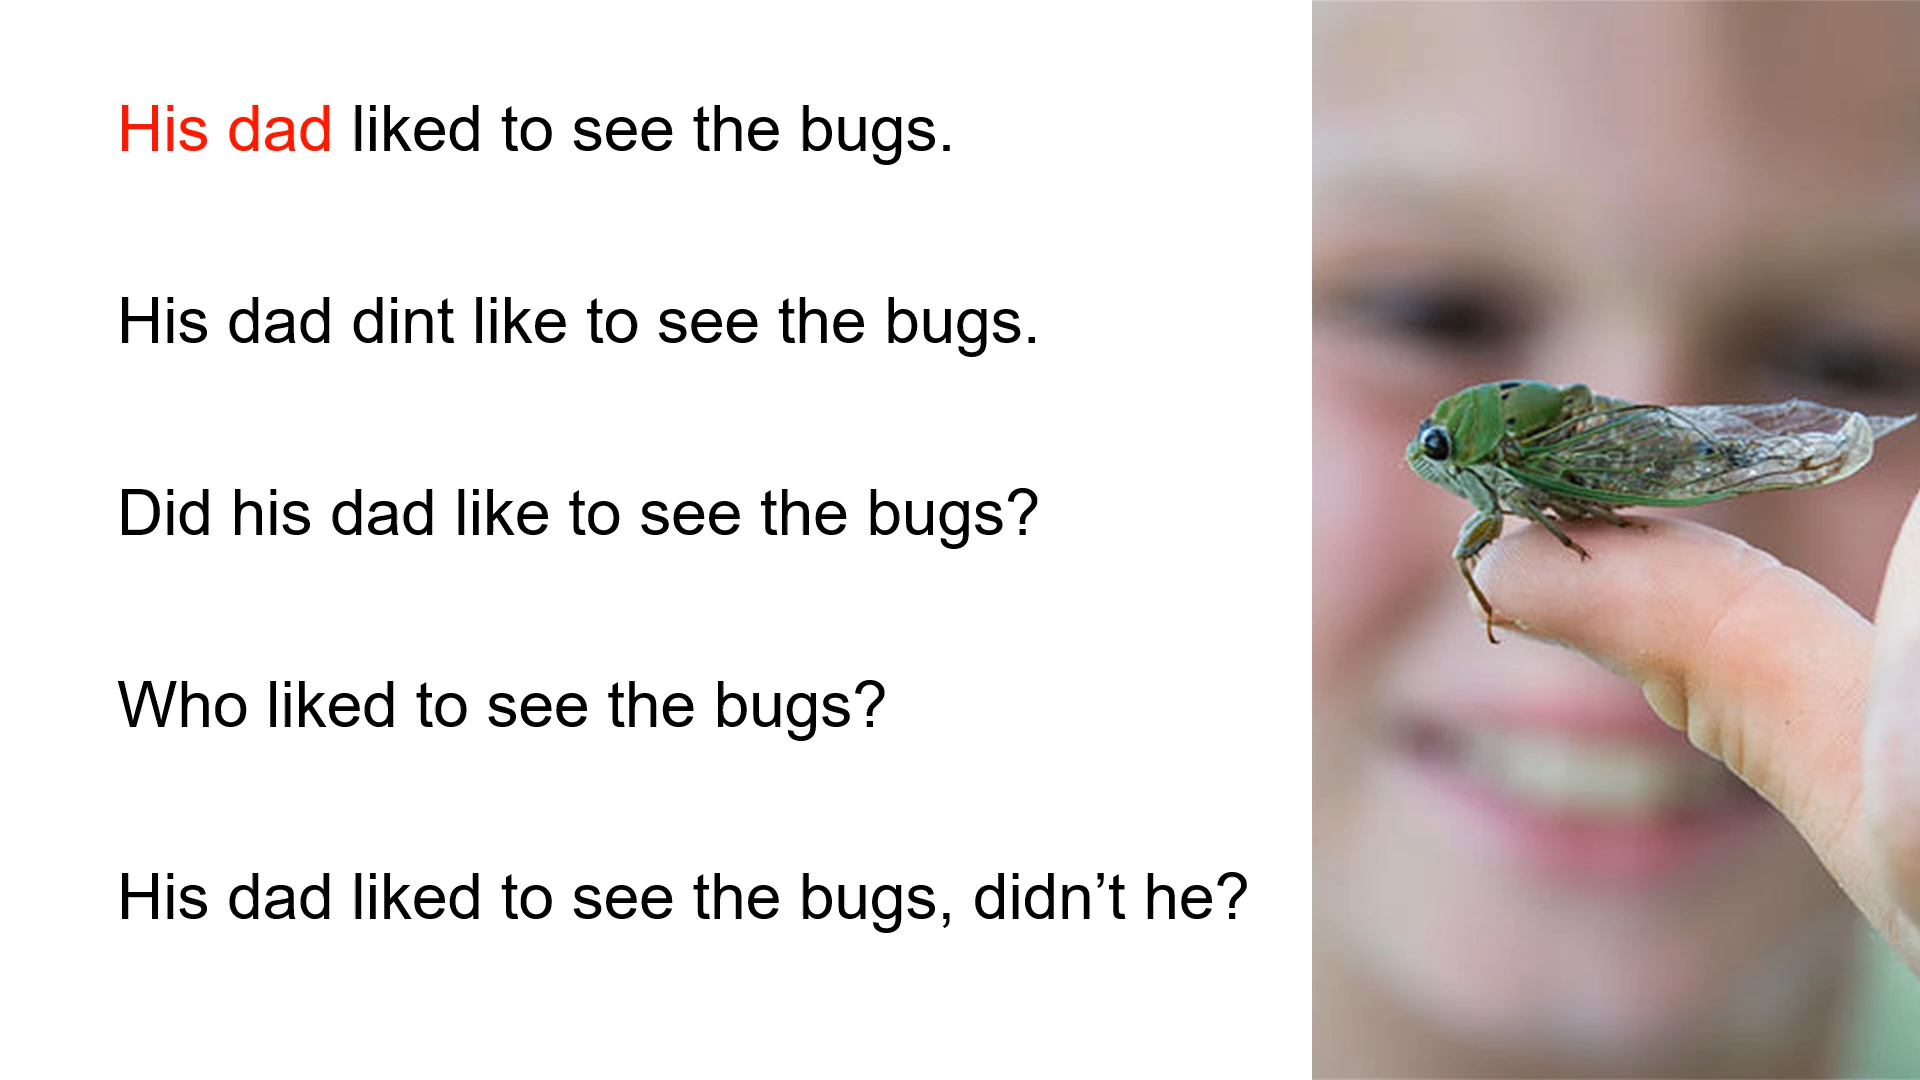 His dad liked to see the bugs.
His dad dint like to see the bugs.
Did his dad like to see the bugs?
Who liked to see the bugs?
His dad liked to see the bugs, didn’t he?